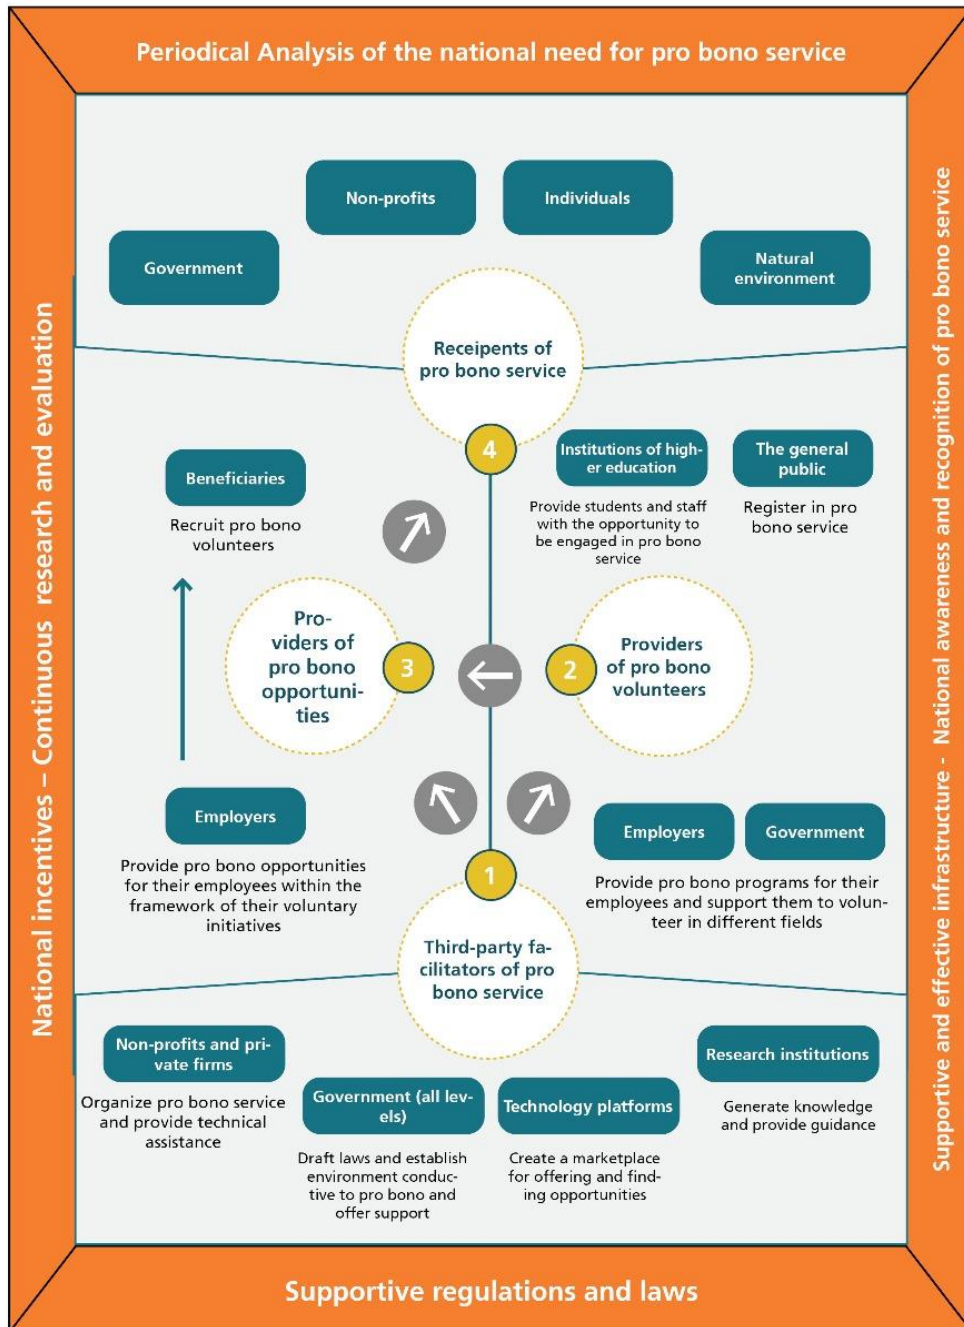 Periodical Analysis of the national need for pro bono service
Non-profits
Individuals
Government
Natural
environment
Receipents of
pro bono service
4
Beneficiaries
Recruit pro bono
volunteers
Institutions of high-
er education
Provide students and staff
with the opportunity to
be engaged in pro bono
service
The general
public
Register in pro
bono service
Pro-
viders of
pro bono
opportuni-
ties
3
2
Providers
of pro bono
volunteers
Employers
Provide pro bono opportunities
for their employees within the
framework of their voluntary
initiatives
Employers
Government
Provide pro bono programs for their
employees and support them to volun-
teer in different fields
1
Third-party fa-
cilitators of pro
bono service
Non-profits and pri-
vate firms
Organize pro bono service
and provide technical
assistance
Government (all lev-
els)
Draft laws and establish
environment conduc-
tive to pro bono and
offer support
Technology platforms
Create a marketplace
for offering and find-
ing opportunities
Research institutions
Generate knowledge
and provide guidance
National incentives – Continuous research and evaluation
Supportive and effective infrastructure - National awareness and recognition of pro bono service
Supportive regulations and laws